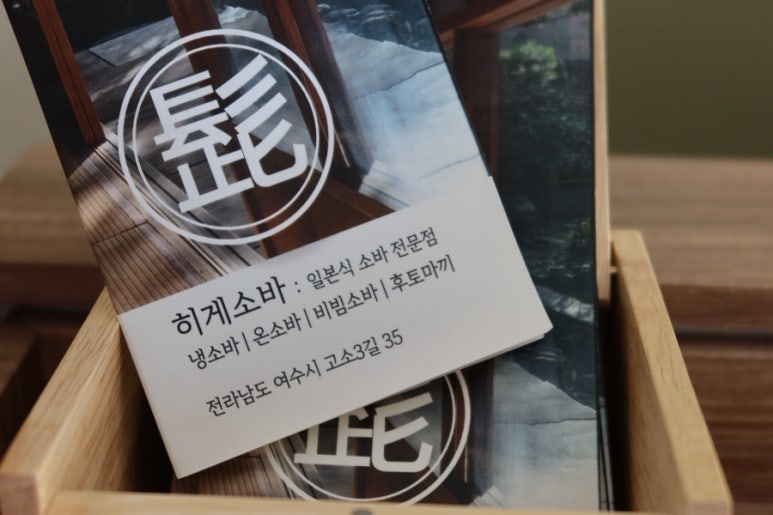 髭
히게소바 : 일본식 소바 전문점
냉소바 | 온소바 | 비빔소바 | 후토마끼
전라남도 여수시 고소3길 35
髭